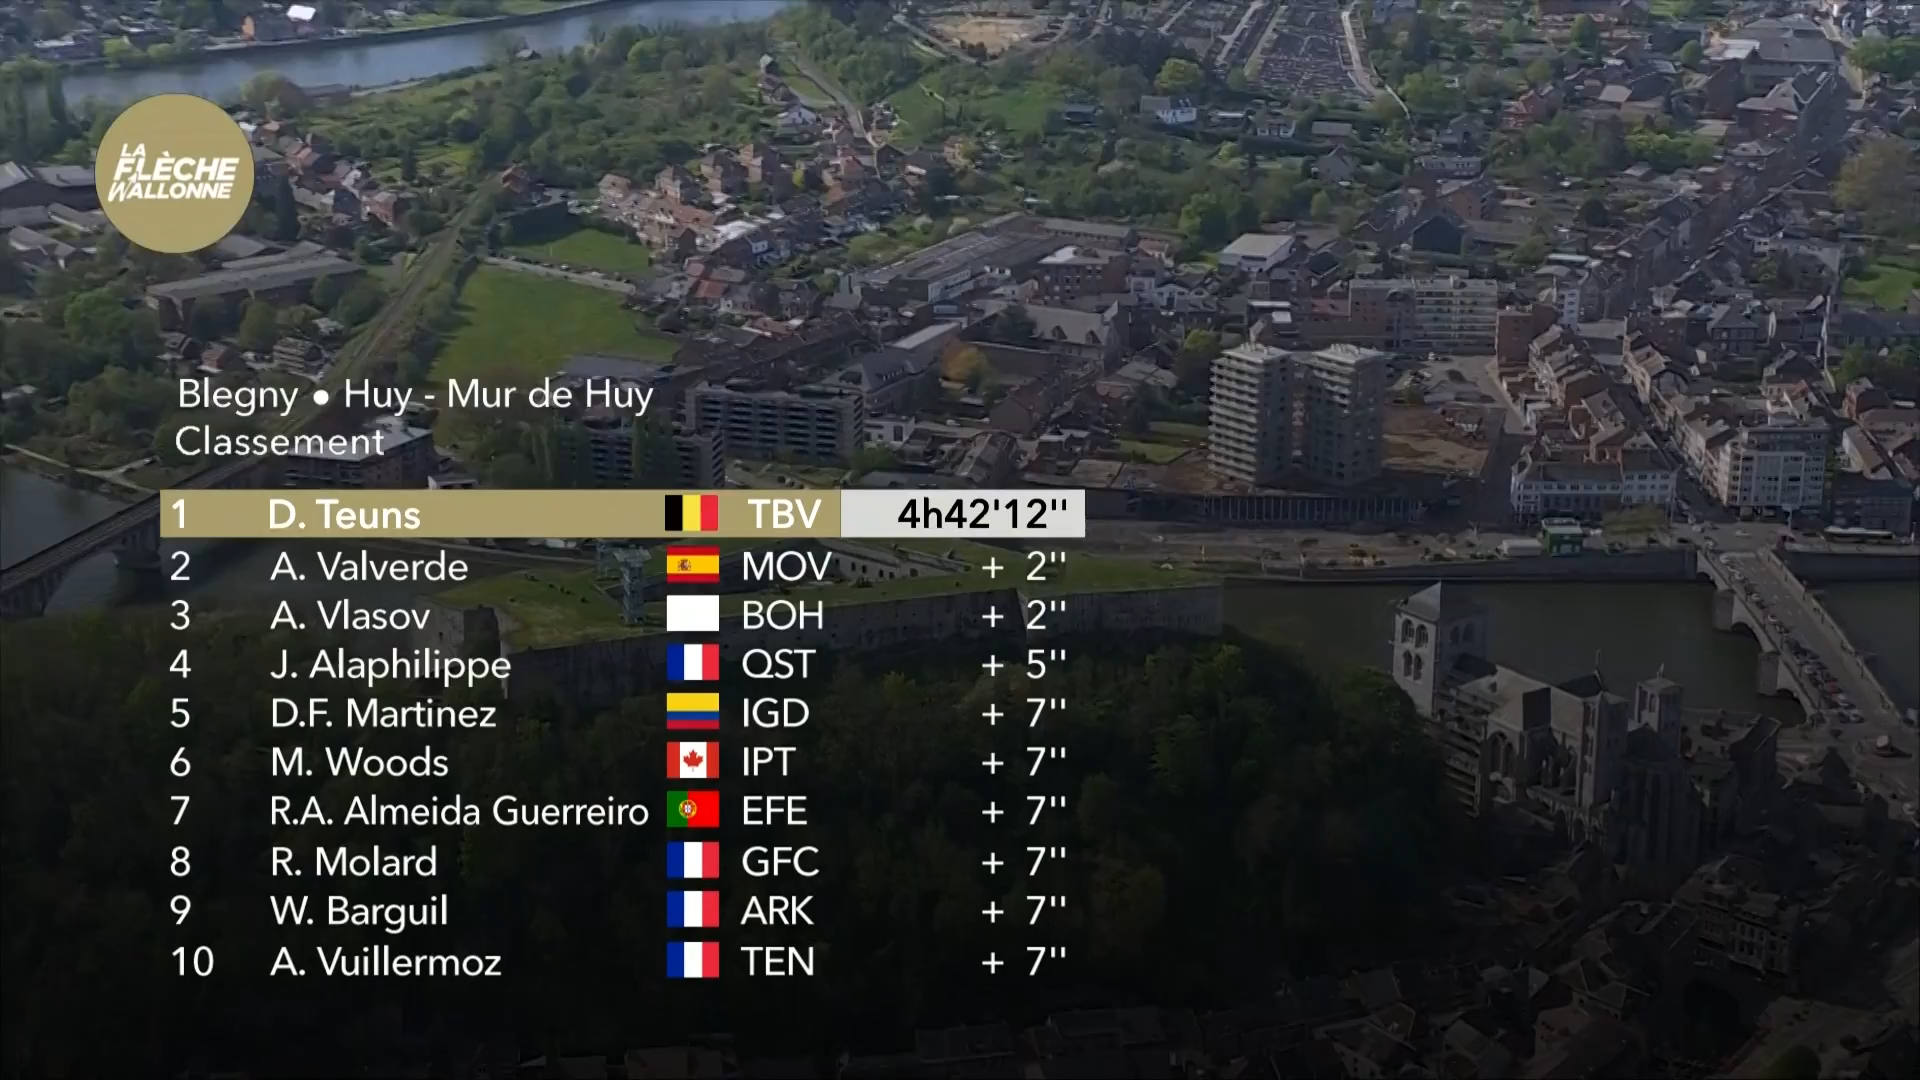 LA
FLÈCHE
WALLONNE
Blegny ● Huy - Mur de Huy
Classement
1 D. Teuns TBV 4h42'12''
2 A. Valverde MOV + 2''
3 A. Vlasov BOH + 2''
4 J. Alaphilippe QST + 5''
5 D.F. Martinez IGD + 7''
6 M. Woods IPT + 7''
7 R.A. Almeida Guerreiro EFE + 7''
8 R. Molard GFC + 7''
9 W. Barguil ARK + 7''
10 A. Vuillermoz TEN + 7''